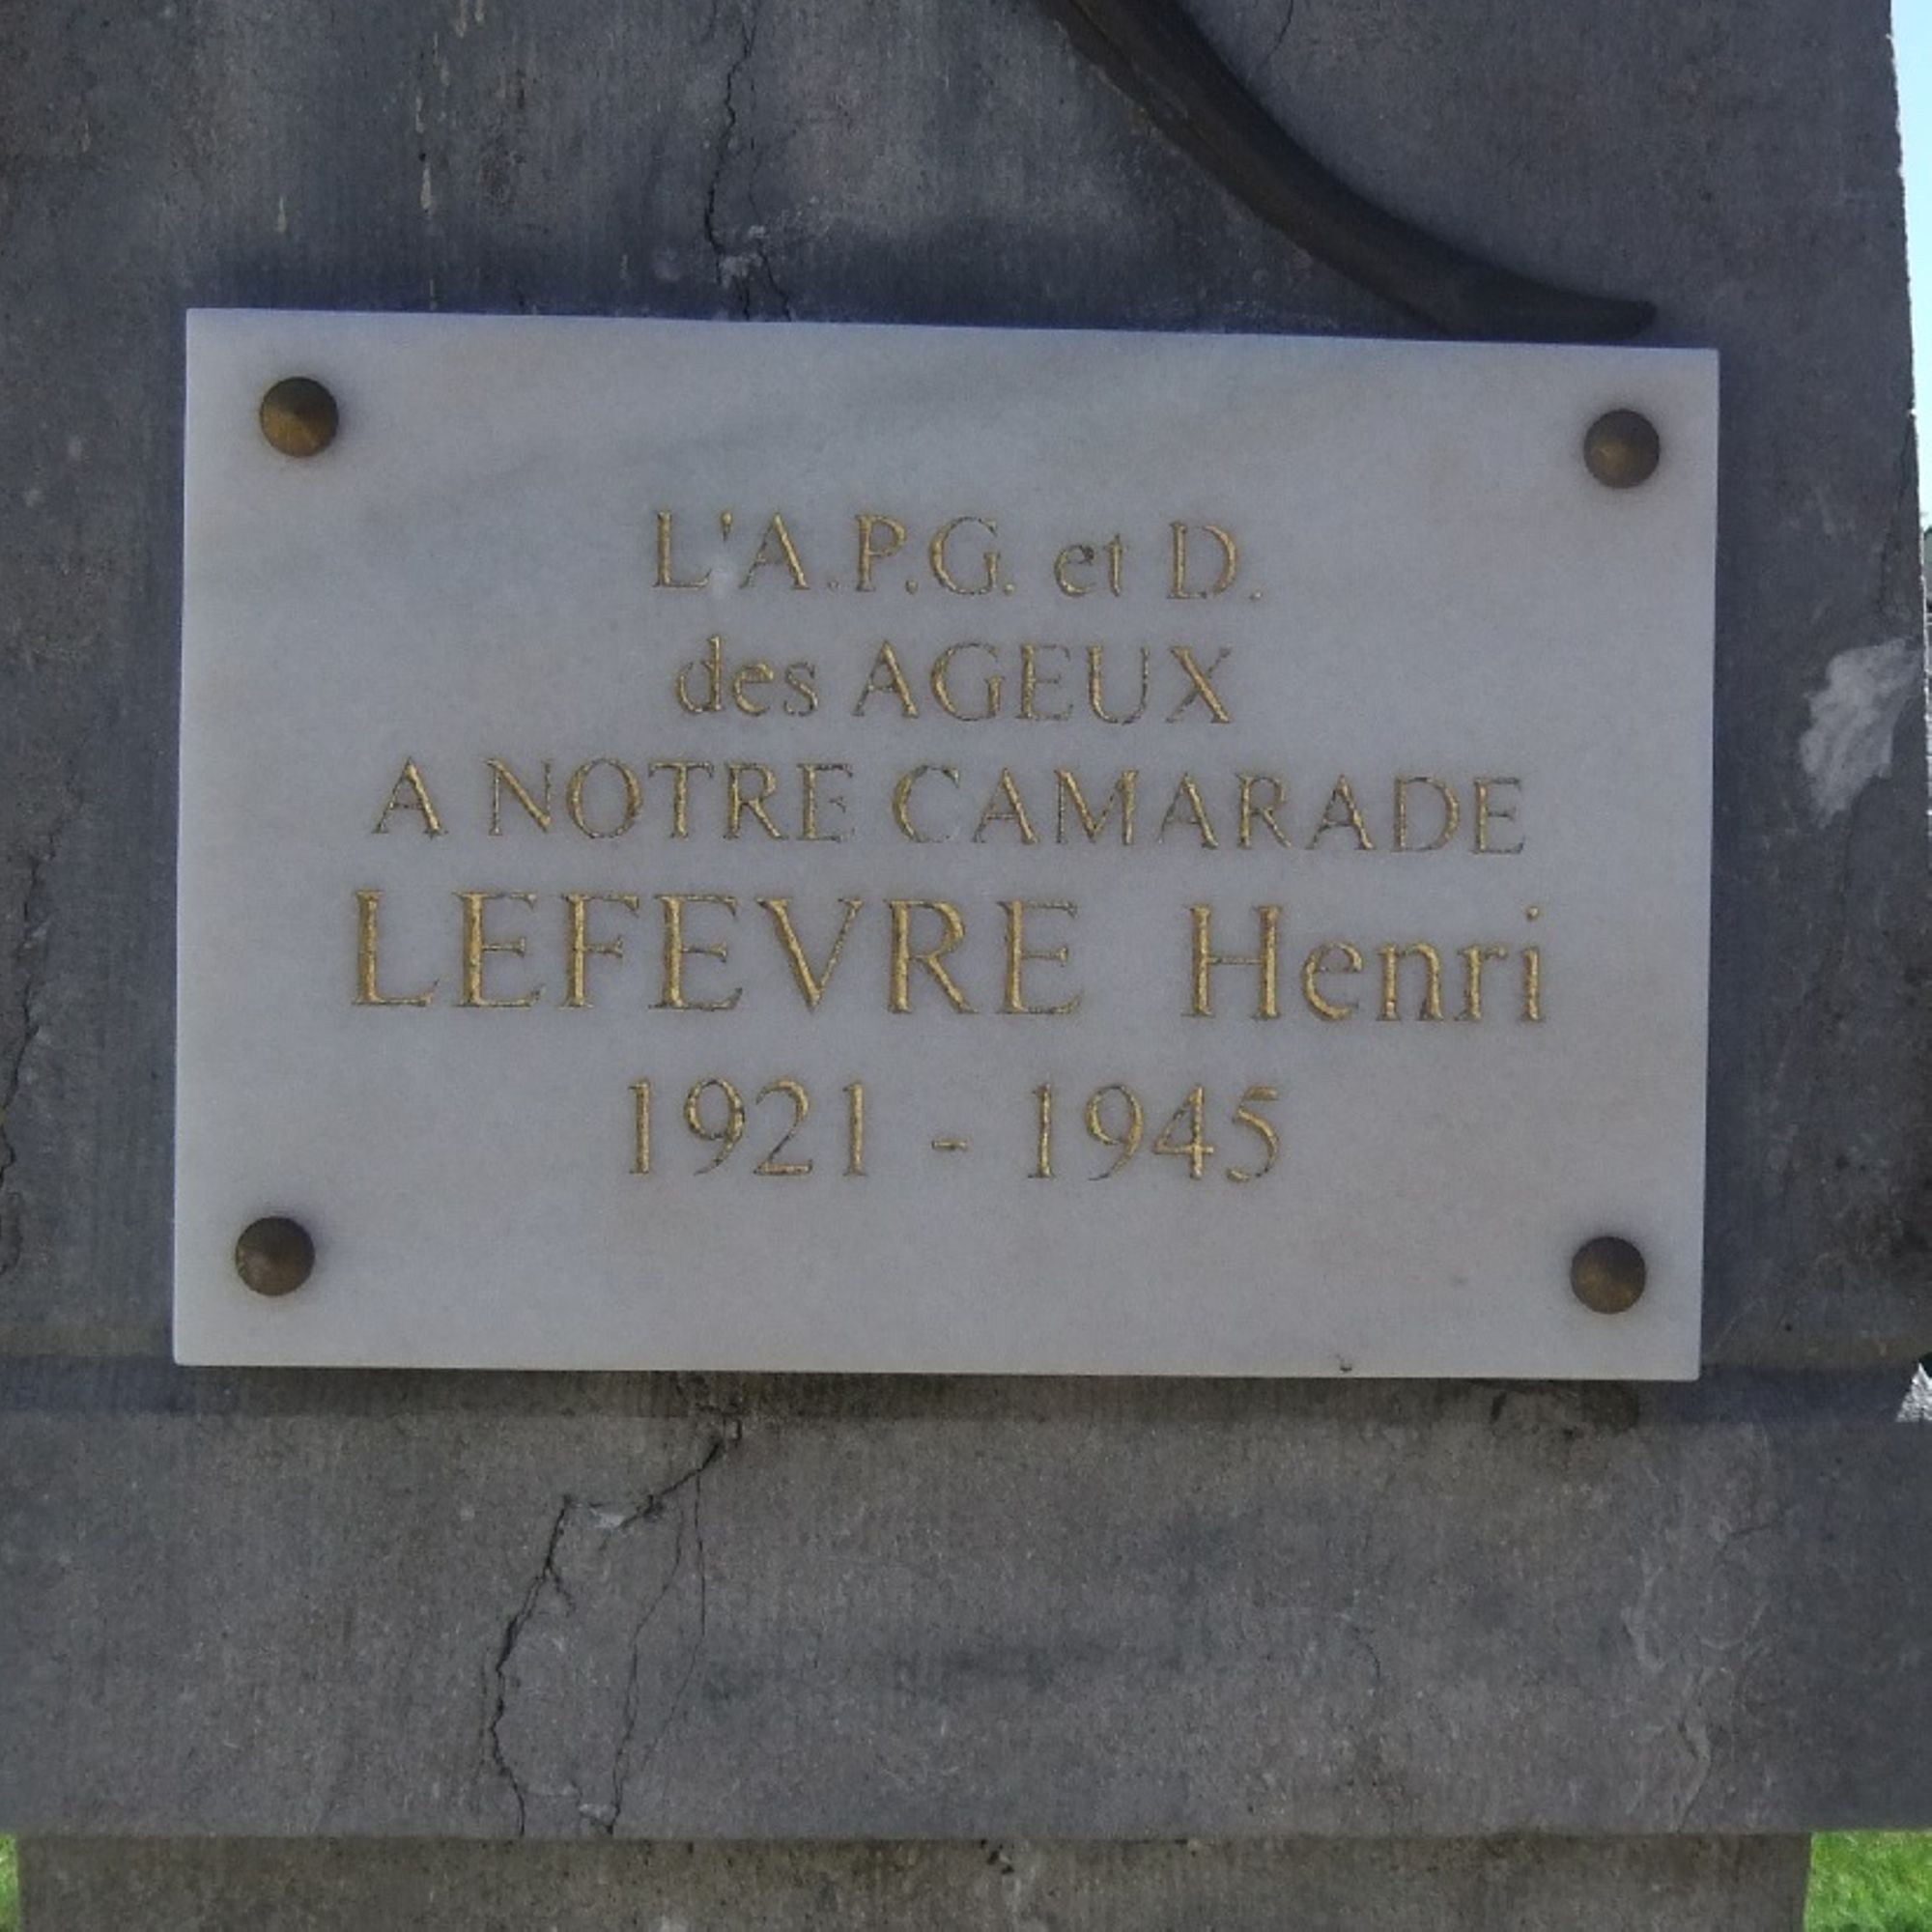 L'A.P.G. et D.
des AGEUX
A NOTRE CAMARADE
LEFEVRE Henri
1921 - 1945